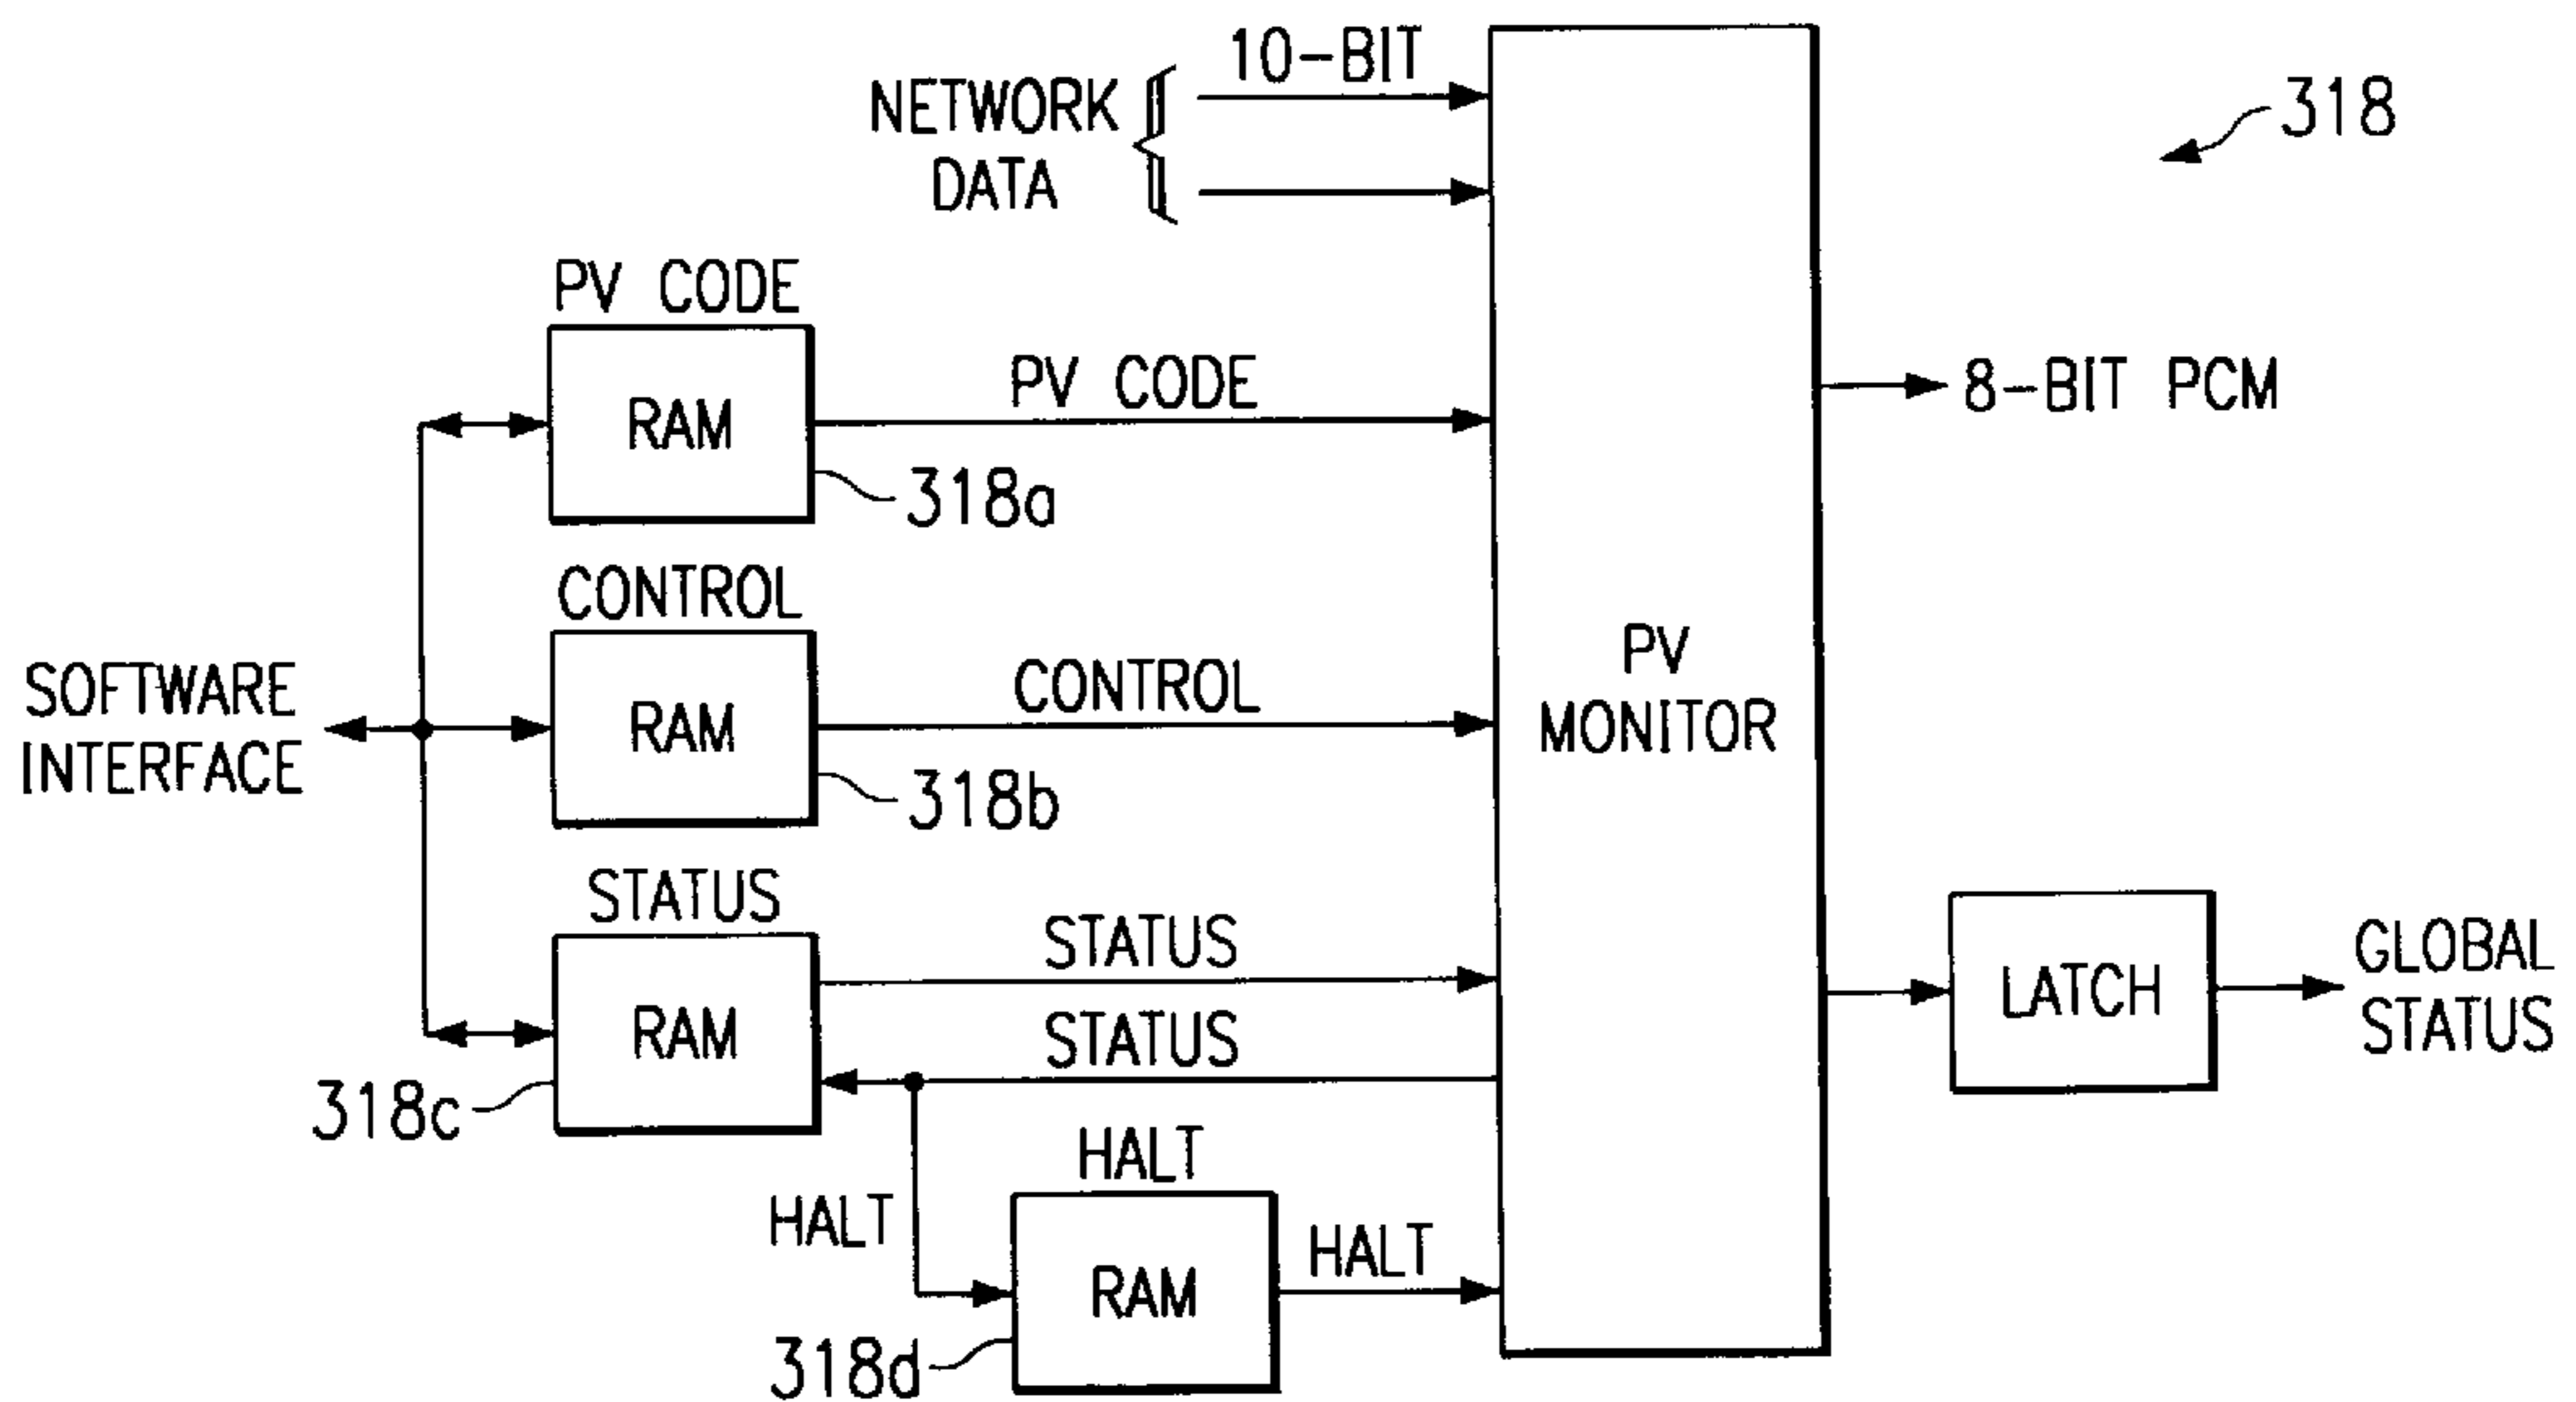 10-BIT
NETWORK
DATA
318
PV CODE
RAM
PV CODE
318a
8-BIT PCM
CONTROL
RAM
CONTROL
318b
SOFTWARE
INTERFACE
PV
MONITOR
STATUS
RAM
STATUS
STATUS
318c
LATCH
GLOBAL
STATUS
HALT
HALT
RAM
HALT
318d